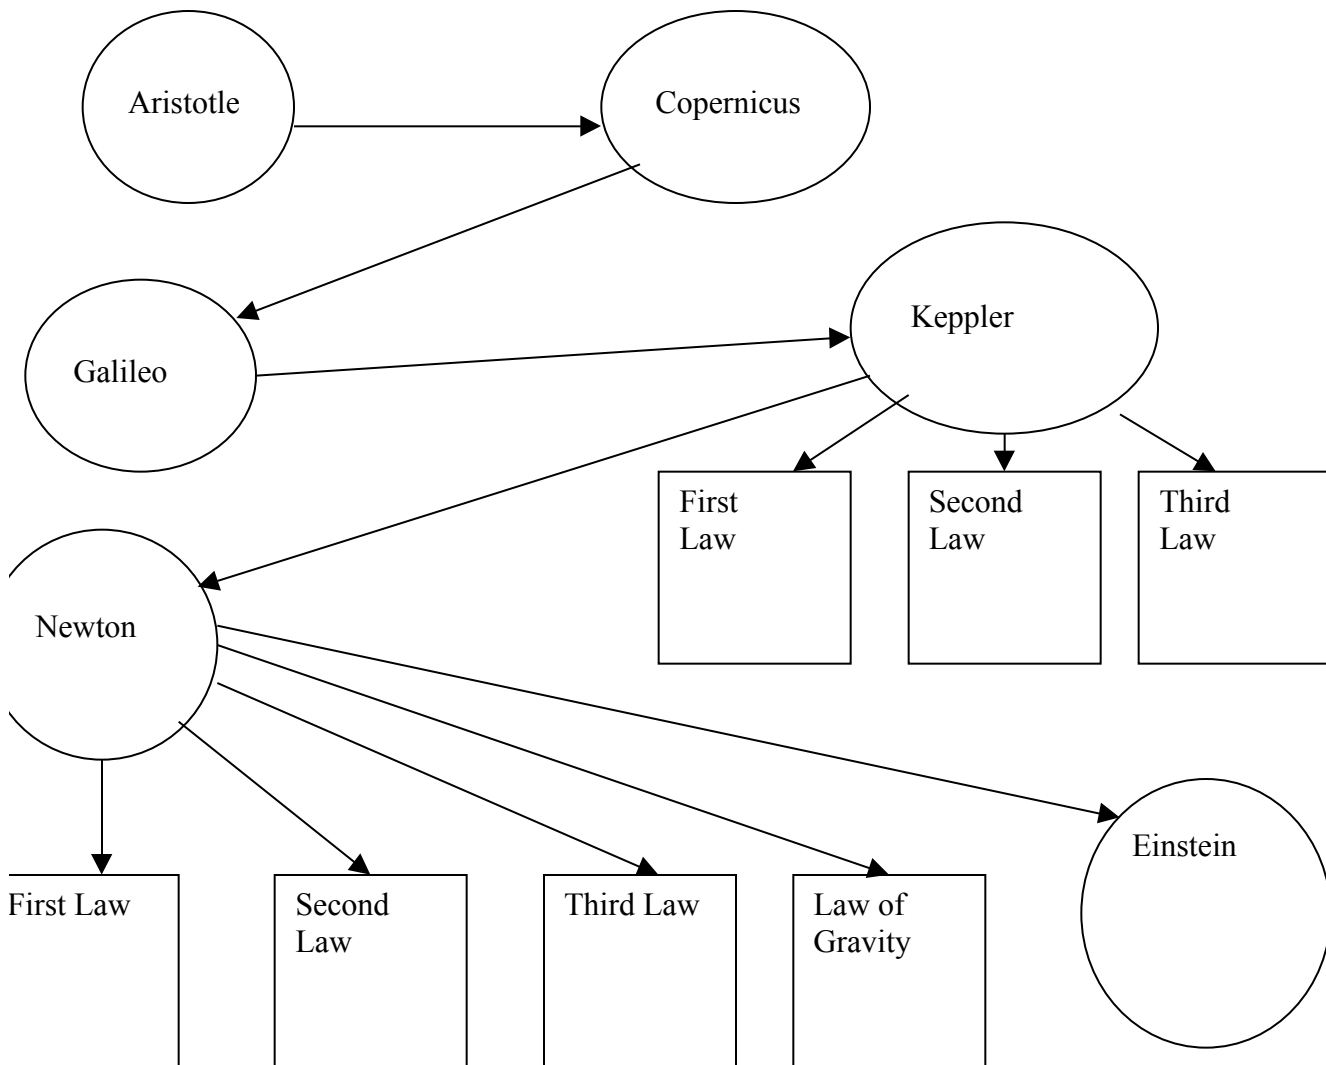 Aristotle
Copernicus
Galileo
Keppler
First
Law
Second
Law
Third
Law
Newton
Einstein
First Law
Second
Law
Third Law
Law of
Gravity